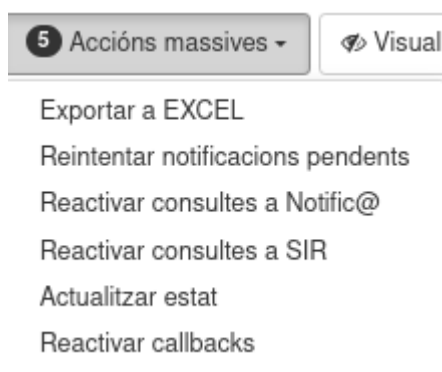 5 Accións massives
Visual
Exportar a EXCEL
Reintentar notificacions pendents
Reactivar consultes a Notific@
Reactivar consultes a SIR
Actualitzar estat
Reactivar callbacks